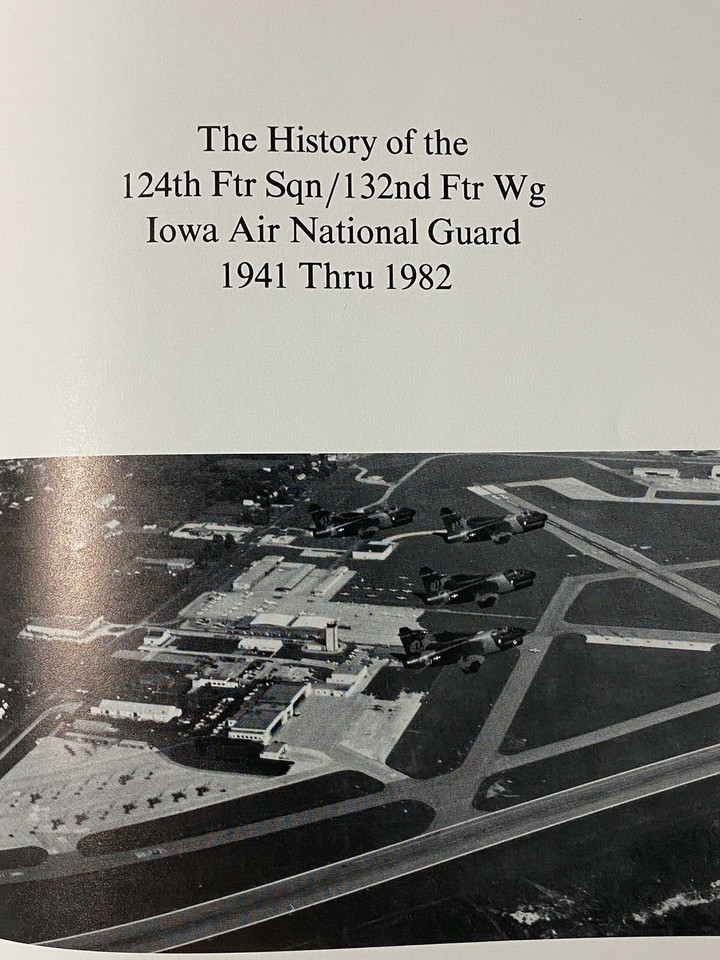 The History of the
124th Ftr Sqn/132nd Ftr Wg
Iowa Air National Guard
1941 Thru 1982